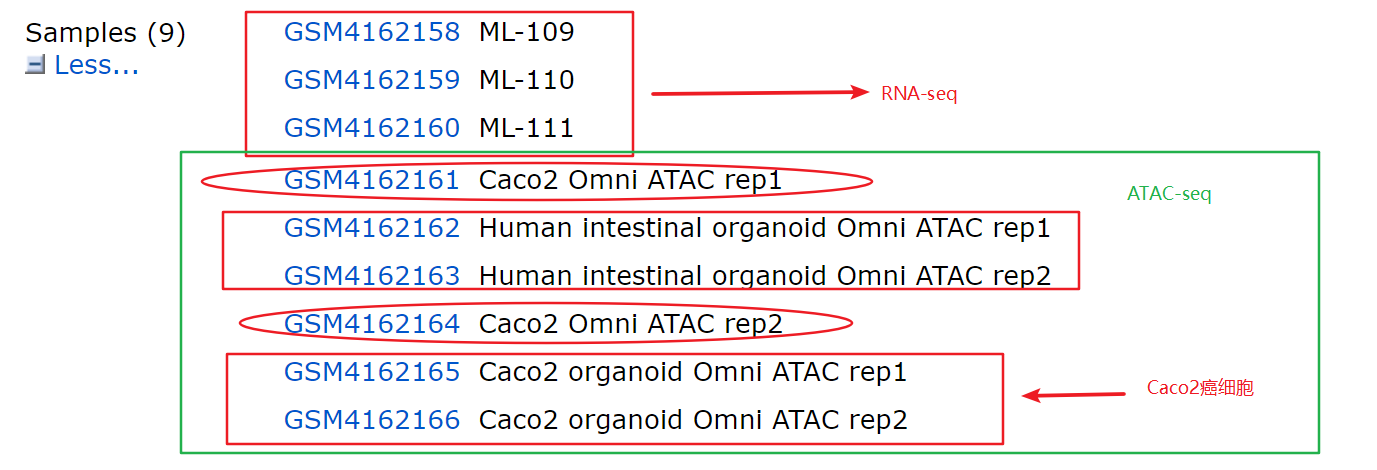 Samples (9)
Less...
GSM4162158 ML-109
GSM4162159 ML-110
GSM4162160 ML-111
RNA-seq
GSM4162161 Caco2 Omni ATAC rep1
ATAC-seq
GSM4162162 Human intestinal organoid Omni ATAC rep1
GSM4162163 Human intestinal organoid Omni ATAC rep2
GSM4162164 Caco2 Omni ATAC rep2
GSM4162165 Caco2 organoid Omni ATAC rep1
Caco2癌细胞
GSM4162166 Caco2 organoid Omni ATAC rep2